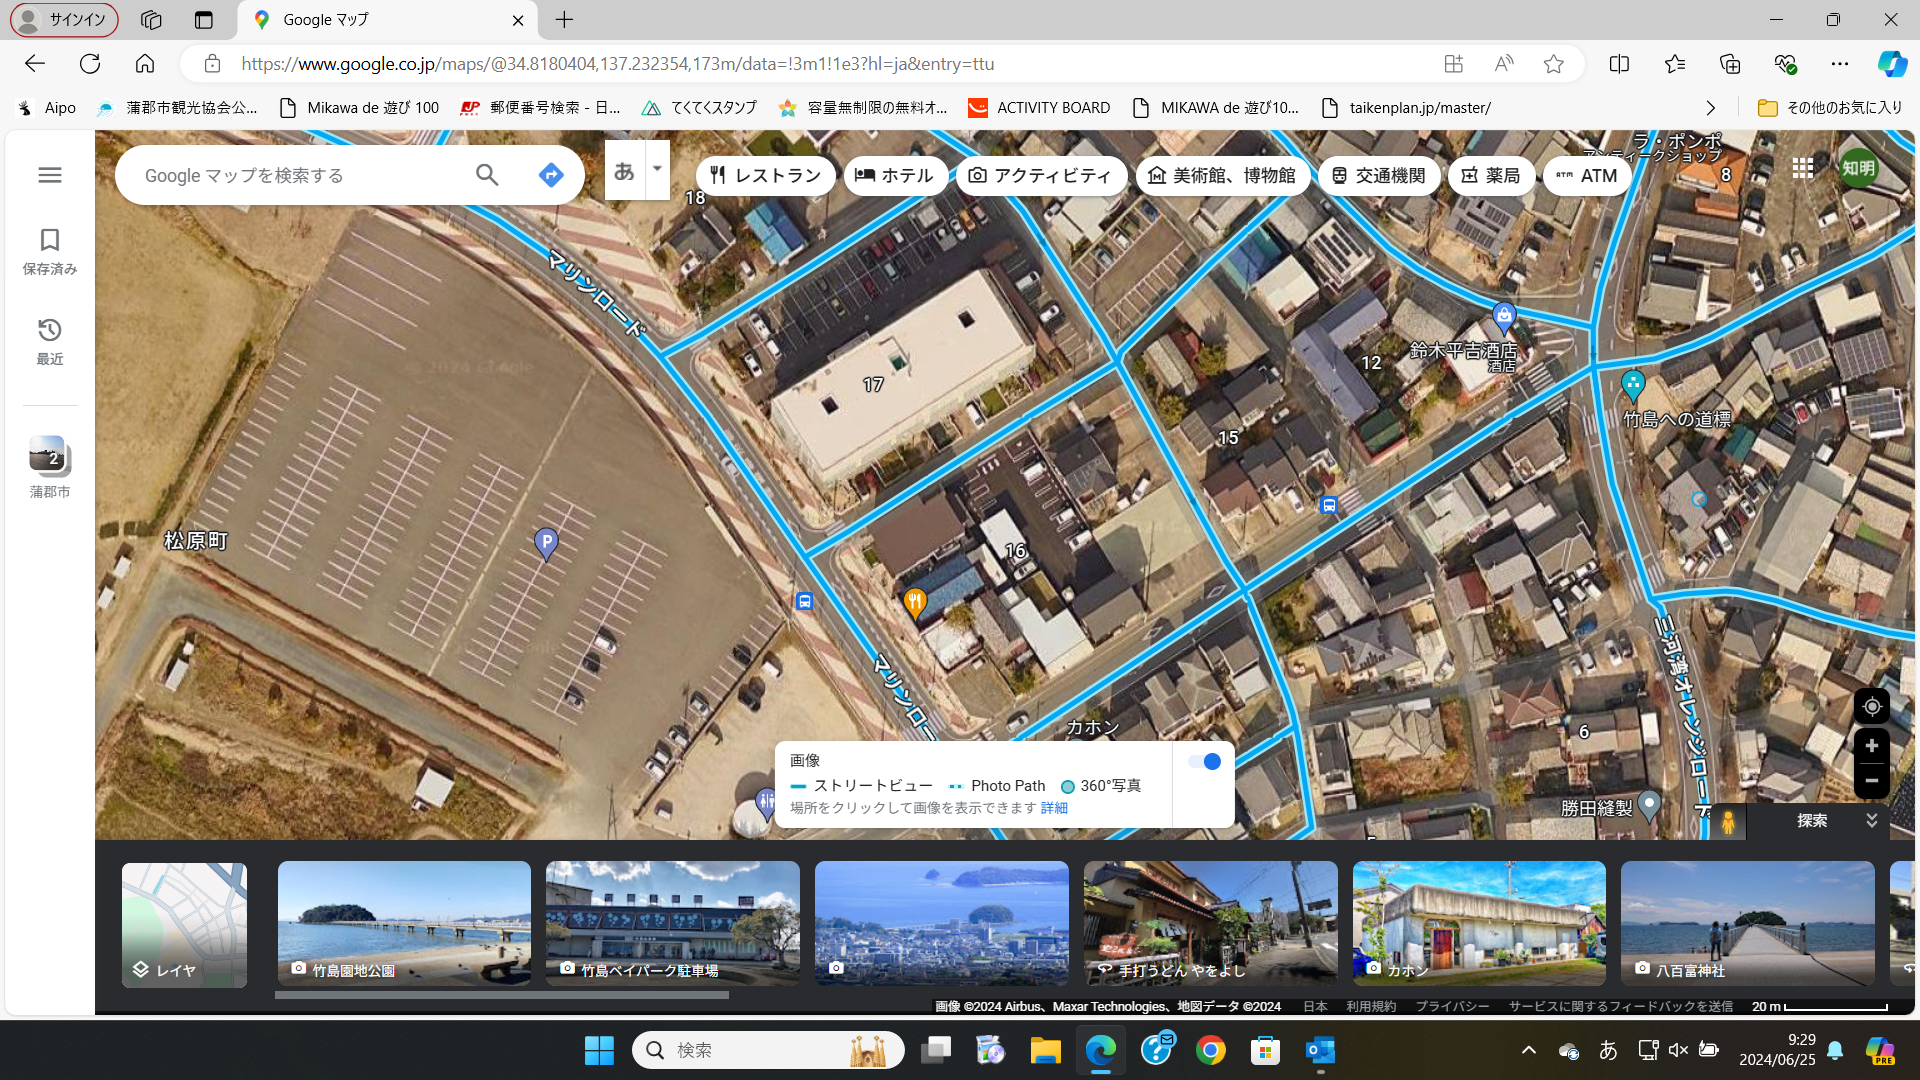 サインイン
Google マップ
https://www.google.co.jp/maps/@34.8180404,137.232354,173m/data=!3m1!1e3?hl=ja&entry=ttu
Aipo
蒲郡市観光協会公...
Mikawa de 遊び 100
郵便番号検索 - 日...
てくてくスタンプ
容量無制限の無料オ...
ACTIVITY BOARD
MIKAWA de 遊び10...
taikenplan.jp/master/
その他のお気に入り
Google マップを検索する
あ
レストラン
ホテル
アクティビティ
美術館、博物館
交通機関
薬局
ATM
ラ・ポンポ
アンティークショップ
8
知明
18
保存済み
最近
2
蒲郡市
マリンロード
17
12
鈴木平吉酒店
酒店
竹島への道標
15
16
松原町
P
マリンロー
カホン
三河湾オレンジロード
6
勝田縫製
画像
ストリートビュー
Photo Path
360°写真
場所をクリックして画像を表示できます 詳細
探索
レイヤ
竹島園地公園
竹島ベイパーク駐車場
手打うどん やをよし
カホン
八百富神社
画像 ©2024 Airbus、Maxar Technologies、地図データ ©2024
日本
利用規約
プライバシー
サービスに関するフィードバックを送信
20 m
検索
あ
9:29
2024/06/25
PRE